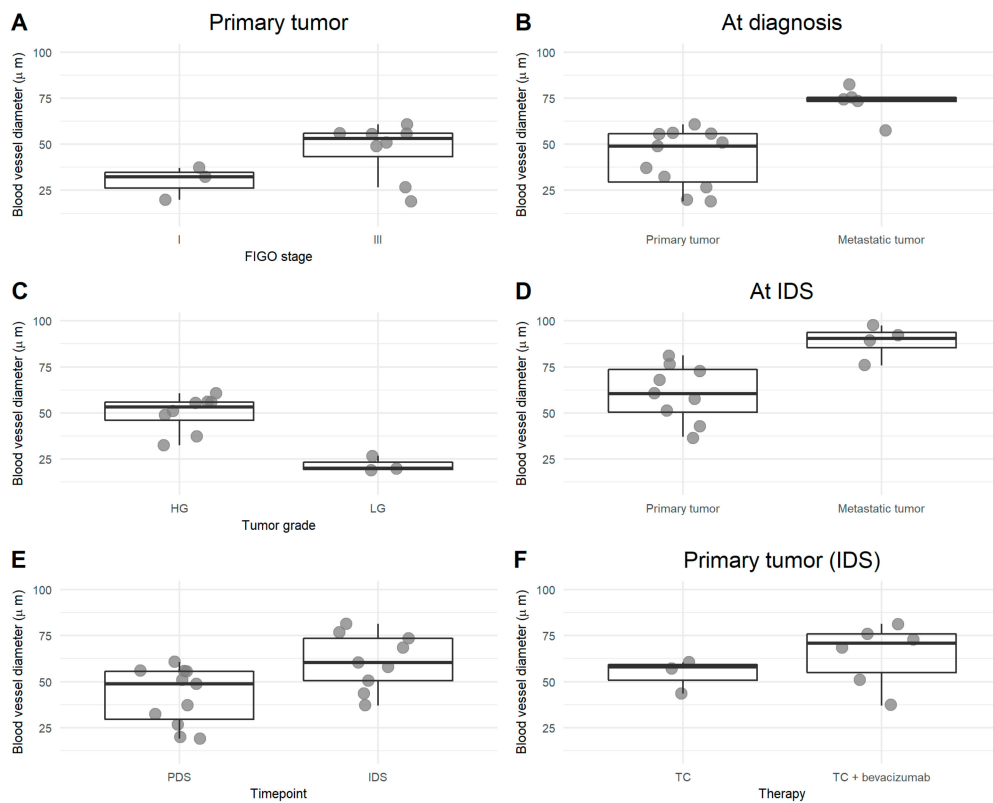 A
Primary tumor
Blood vessel diameter (μ m)
100
75
50
25
I
III
FIGO stage
B
At diagnosis
Blood vessel diameter (μ m)
100
75
50
25
Primary tumor
Metastatic tumor
C
Blood vessel diameter (μ m)
100
75
50
25
HG
LG
Tumor grade
D
At IDS
Blood vessel diameter (μ m)
100
75
50
25
Primary tumor
Metastatic tumor
E
Blood vessel diameter (μ m)
100
75
50
25
PDS
IDS
Timepoint
F
Primary tumor (IDS)
Blood vessel diameter (μ m)
100
75
50
25
TC
TC + bevacizumab
Therapy